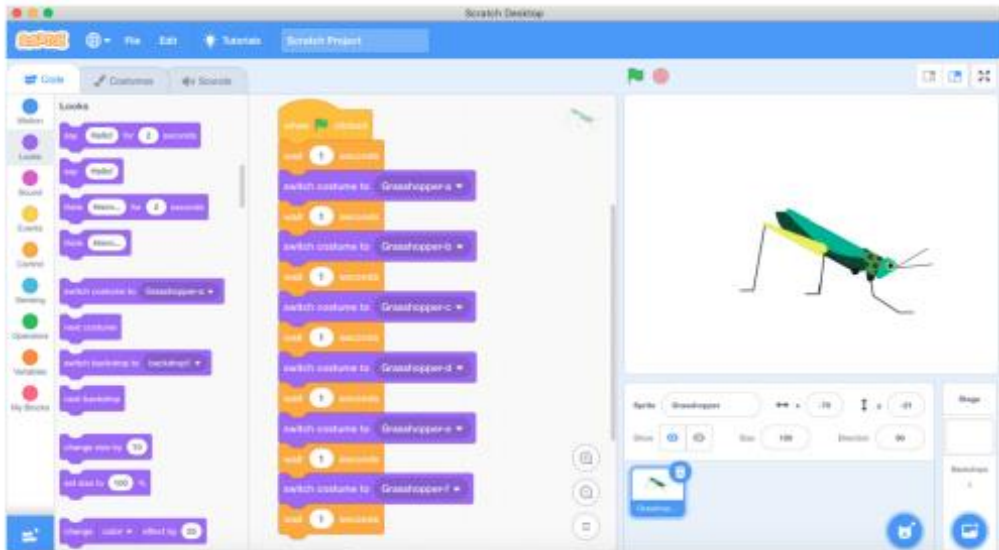 Scratch Desktop
SCRATCH File Edit Tutorials Scratch Project
Code Costumes Sounds
Motion
Looks
Sound
Events
Control
Sensing
Operators
Variables
My Blocks
Looks
say Hello! for 2 seconds
say Hello!
think Hmm... for 2 seconds
think Hmm...
switch costume to Grasshopper-a
next costume
switch backdrop to backdrop1
next backdrop
change size by 10
set size to 100 %
change color effect by 25
when clicked
wait 1 seconds
switch costume to Grasshopper-a
wait 1 seconds
switch costume to Grasshopper-b
wait 1 seconds
switch costume to Grasshopper-c
wait 1 seconds
switch costume to Grasshopper-d
wait 1 seconds
switch costume to Grasshopper-e
wait 1 seconds
switch costume to Grasshopper-f
wait 1 seconds
Sprite Grasshopper x
Show Size 100 Direction 90
Stage
Backdrops